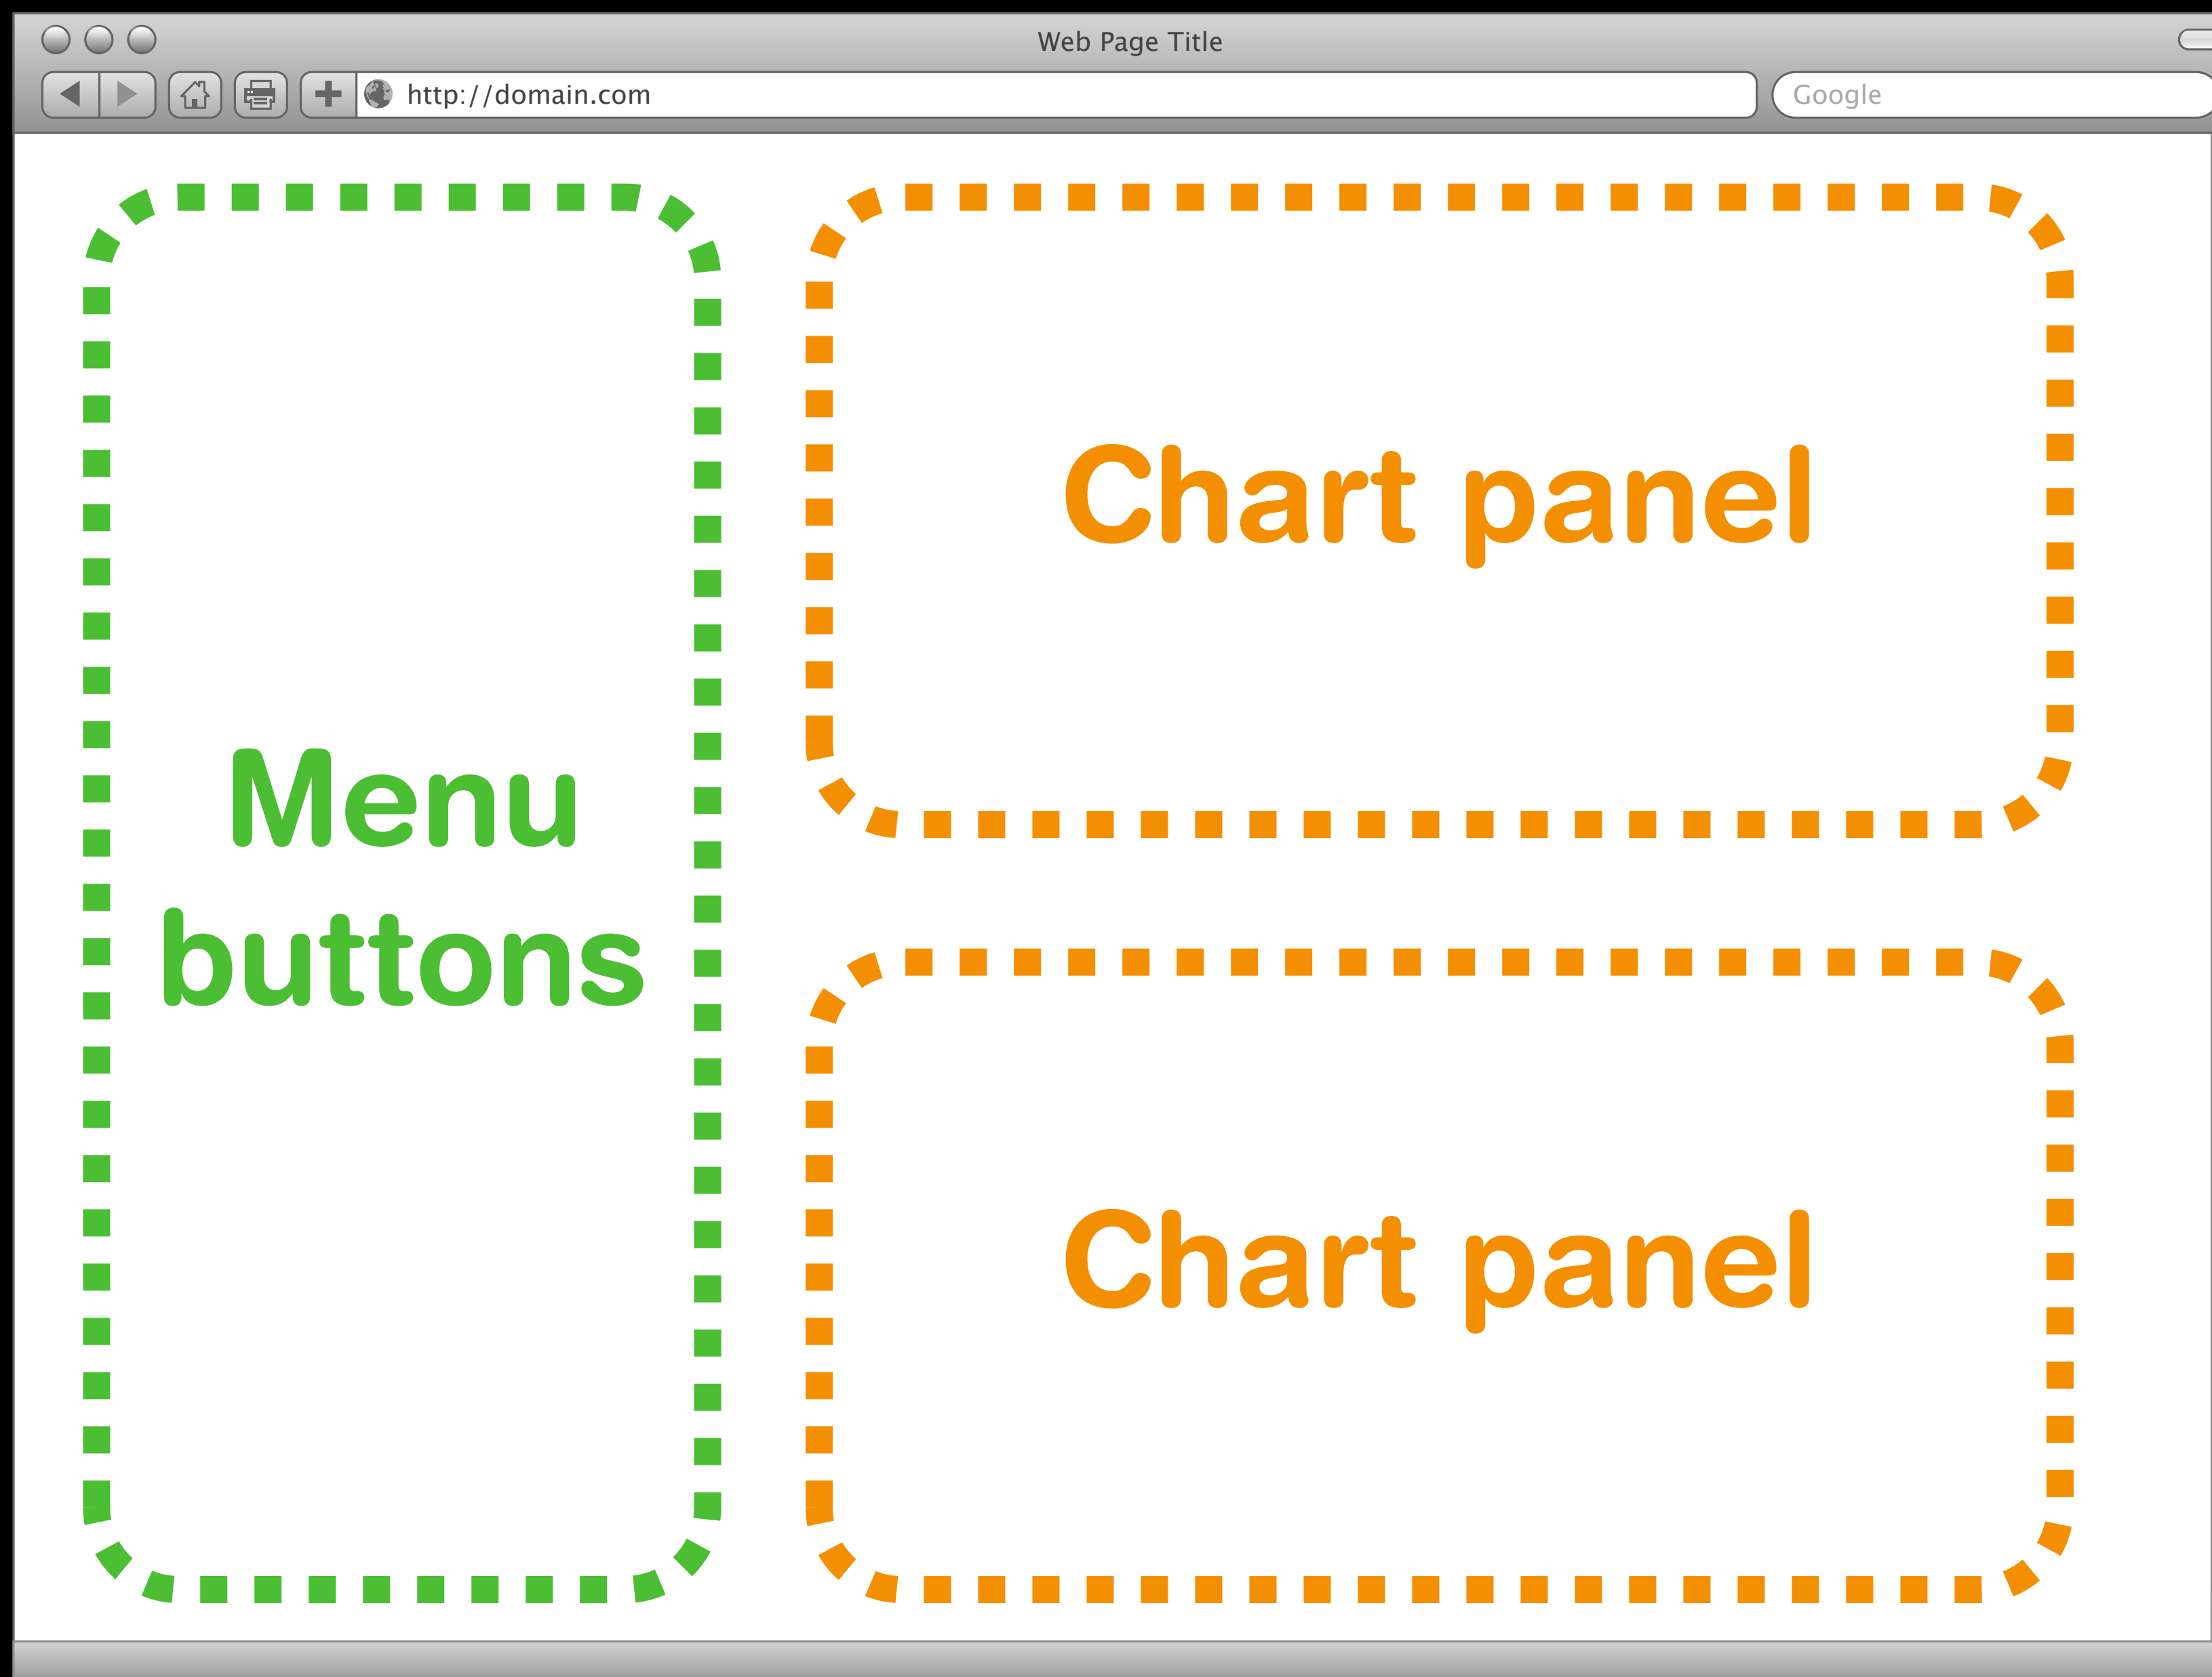 Web Page Title
http://domain.com
Google
Menu
buttons
Chart panel
Chart panel